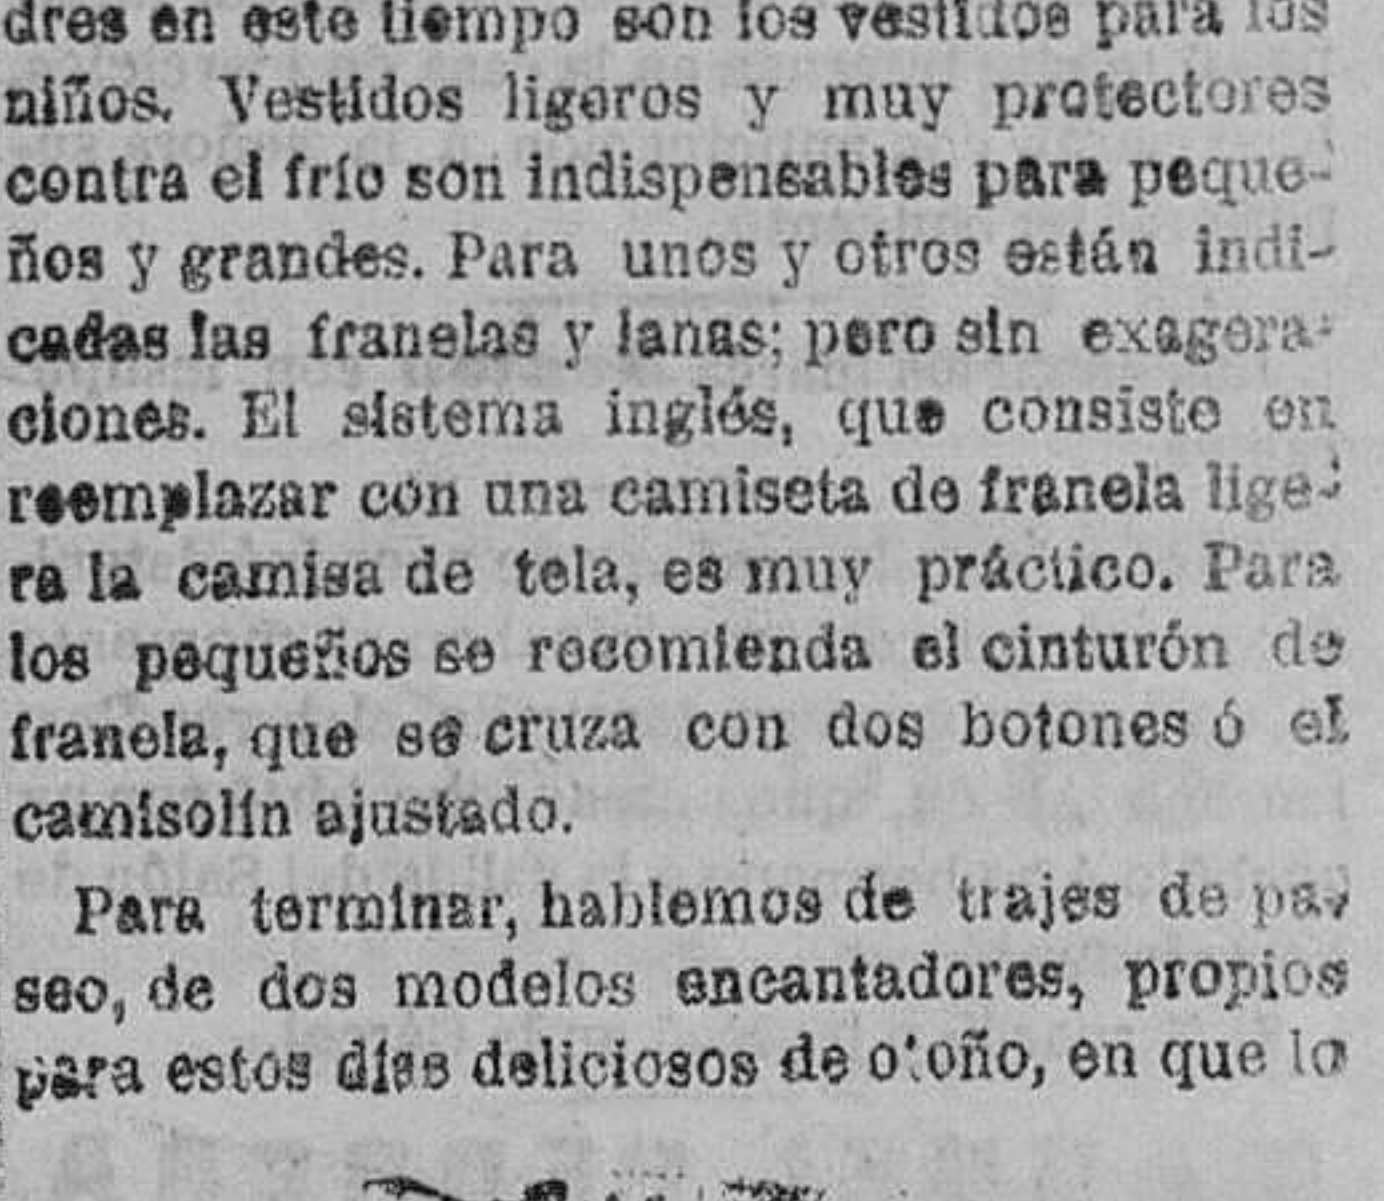 dres en este tiempo son los vestidos para los
niños. Vestidos ligeros y muy protectores
contra el frío son indispensables para peque-
ños y grandes. Para unos y otros están indi-
cadas las franelas y lanas; pero sin exagera-
ciones. El sistema inglés, que consiste en
reemplazar con una camiseta de franela lige-
ra la camisa de tela, es muy práctico. Para
los pequeños se recomienda el cinturón de
franela, que se cruza con dos botones ó el
camisolín ajustado.
Para terminar, hablemos de trajes de pa-
seo, de dos modelos encantadores, propios
para estos días deliciosos de otoño, en que lo